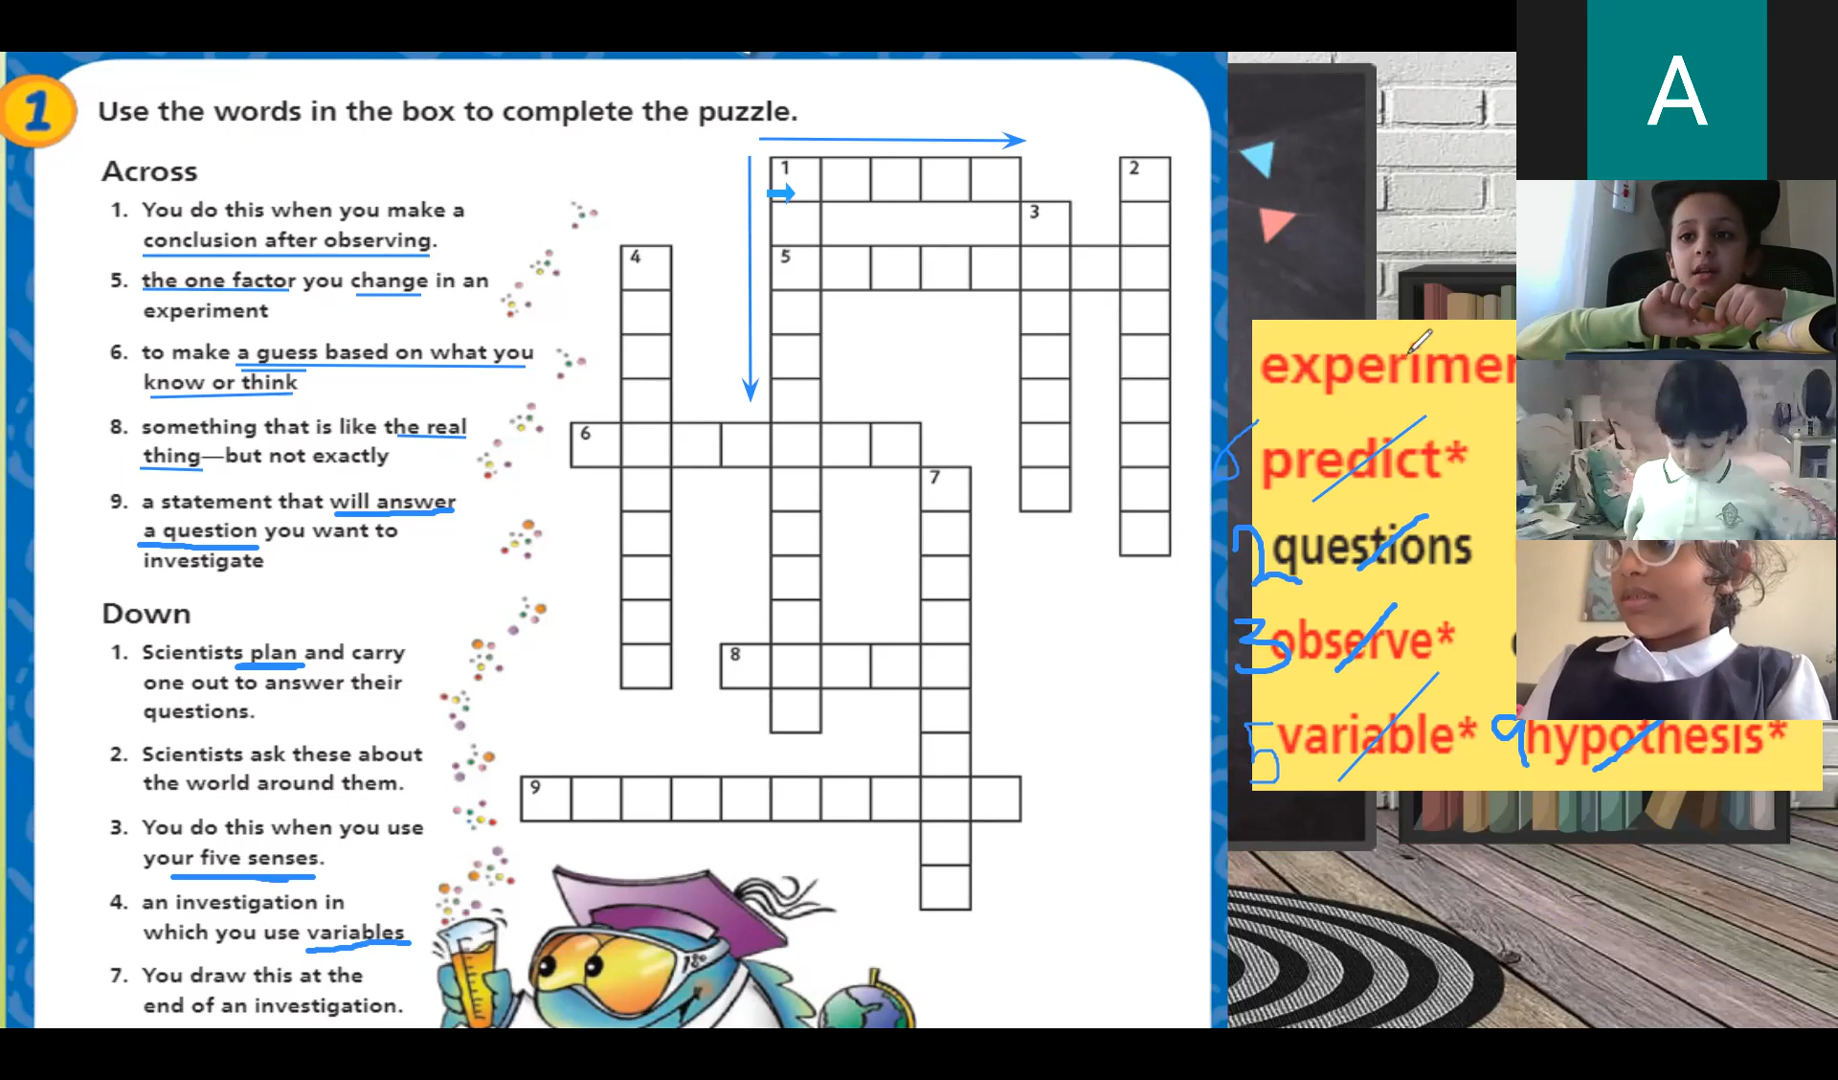 1 Use the words in the box to complete the puzzle.
Across
1. You do this when you make a
conclusion after observing.
5. the one factor you change in an
experiment
6. to make a guess based on what you
know or think
8. something that is like the real
thing—but not exactly
9. a statement that will answer
a question you want to
investigate
Down
1. Scientists plan and carry
one out to answer their
questions.
2. Scientists ask these about
the world around them.
3. You do this when you use
your five senses.
4. an investigation in
which you use variables
7. You draw this at the
end of an investigation.
1
2
3
4
5
6
7
8
9
A
6 predict*
2 questions
3 observe*
5 variable* 9 hypothesis*